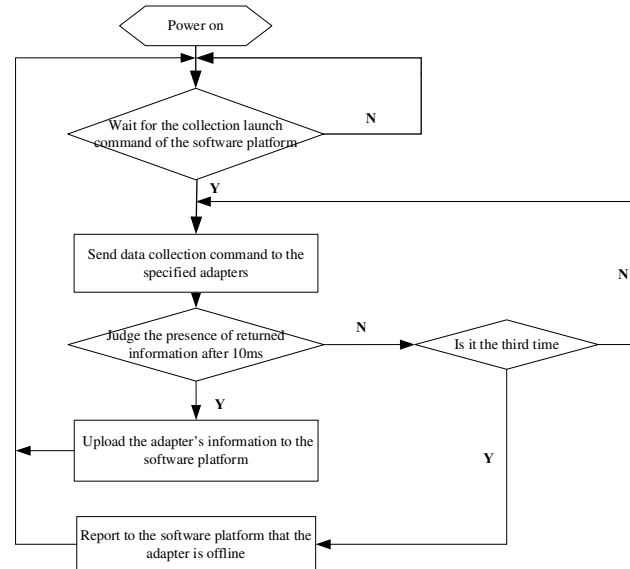 Power on
Wait for the collection launch
command of the software platform
N
Y
Send data collection command to the
specified adapters
N
Judge the presence of returned
information after 10ms
N
Is it the third time
Y
Upload the adapter's information to the
software platform
Y
Report to the software platform that the
adapter is offline